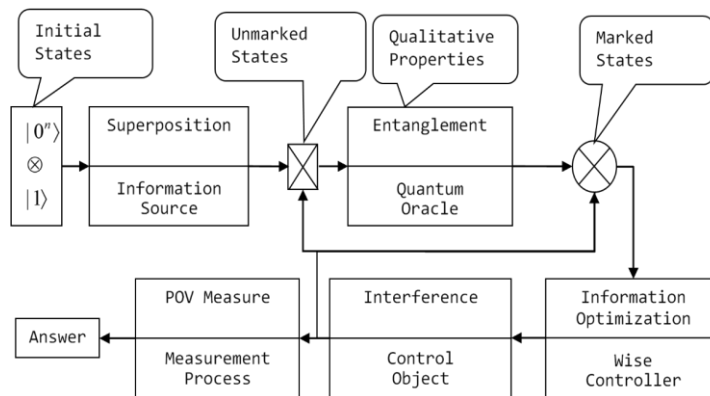 Initial
States
Unmarked
States
Qualitative
Properties
Marked
States
|0ⁿ⟩
⊗
|1⟩
Superposition
Information
Source
Entanglement
Quantum
Oracle
Answer
POV Measure
Measurement
Process
Interference
Control
Object
Information
Optimization
Wise
Controller